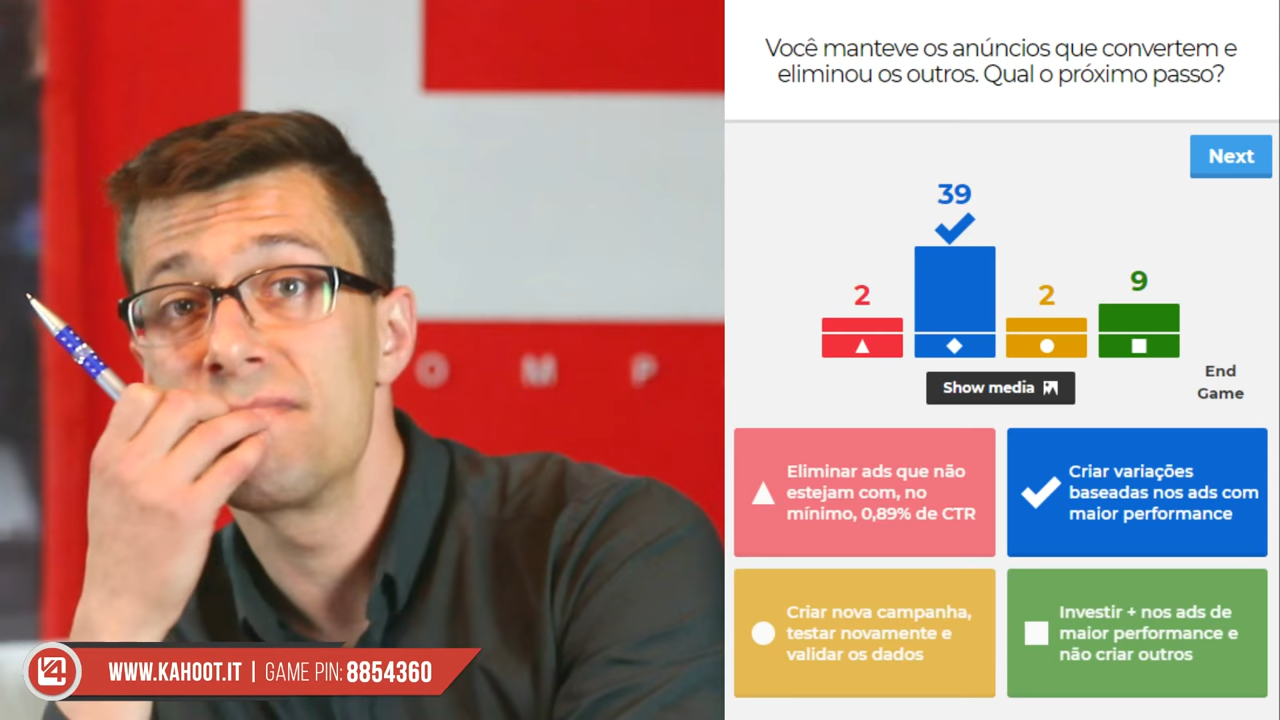 O M P
WWW.KAHOOT.IT | GAME PIN: 8854360
Você manteve os anúncios que convertem e
eliminou os outros. Qual o próximo passo?
Next
39
2
2
9
Show media
End
Game
Eliminar ads que não
estejam com, no
mínimo, 0,89% de CTR
Criar variações
baseadas nos ads com
maior performance
Criar nova campanha,
testar novamente e
validar os dados
Investir + nos ads de
maior performance e
não criar outros